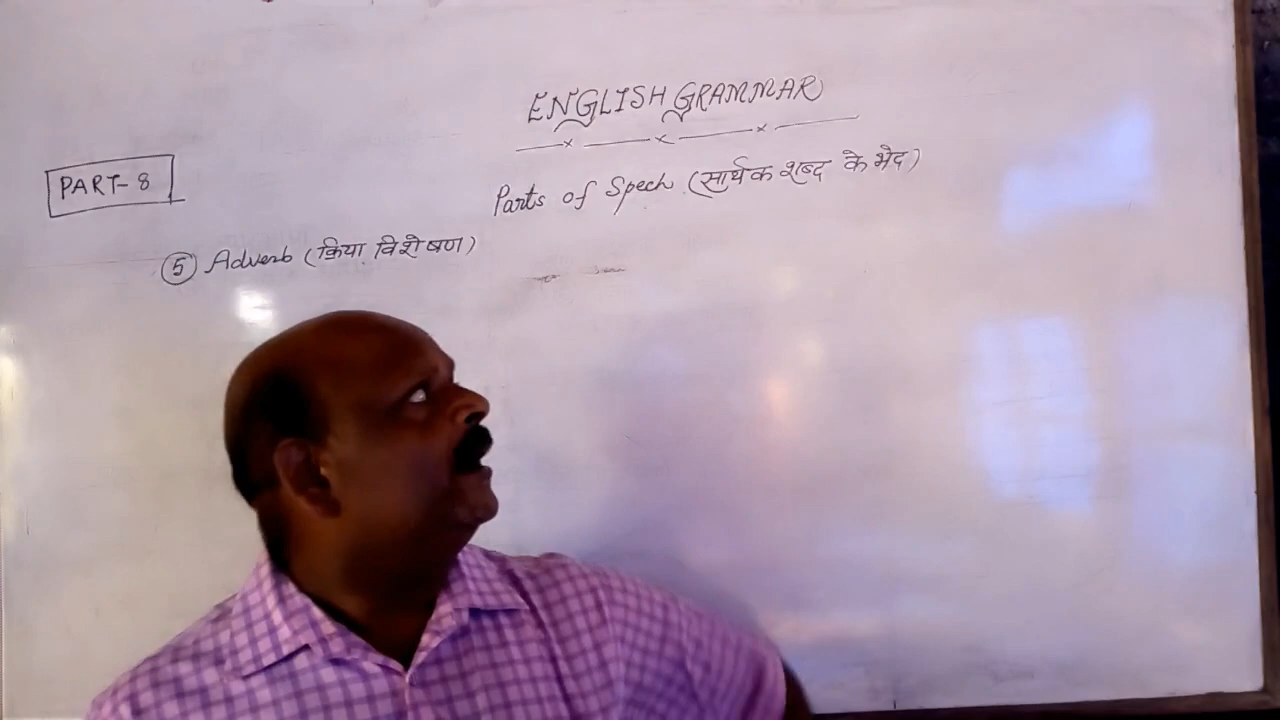 ENGLISH GRAMMAR
PART-8
Parts of Spech (सार्थक शब्द के भेद)
5 Adverb (क्रिया विशेषण)